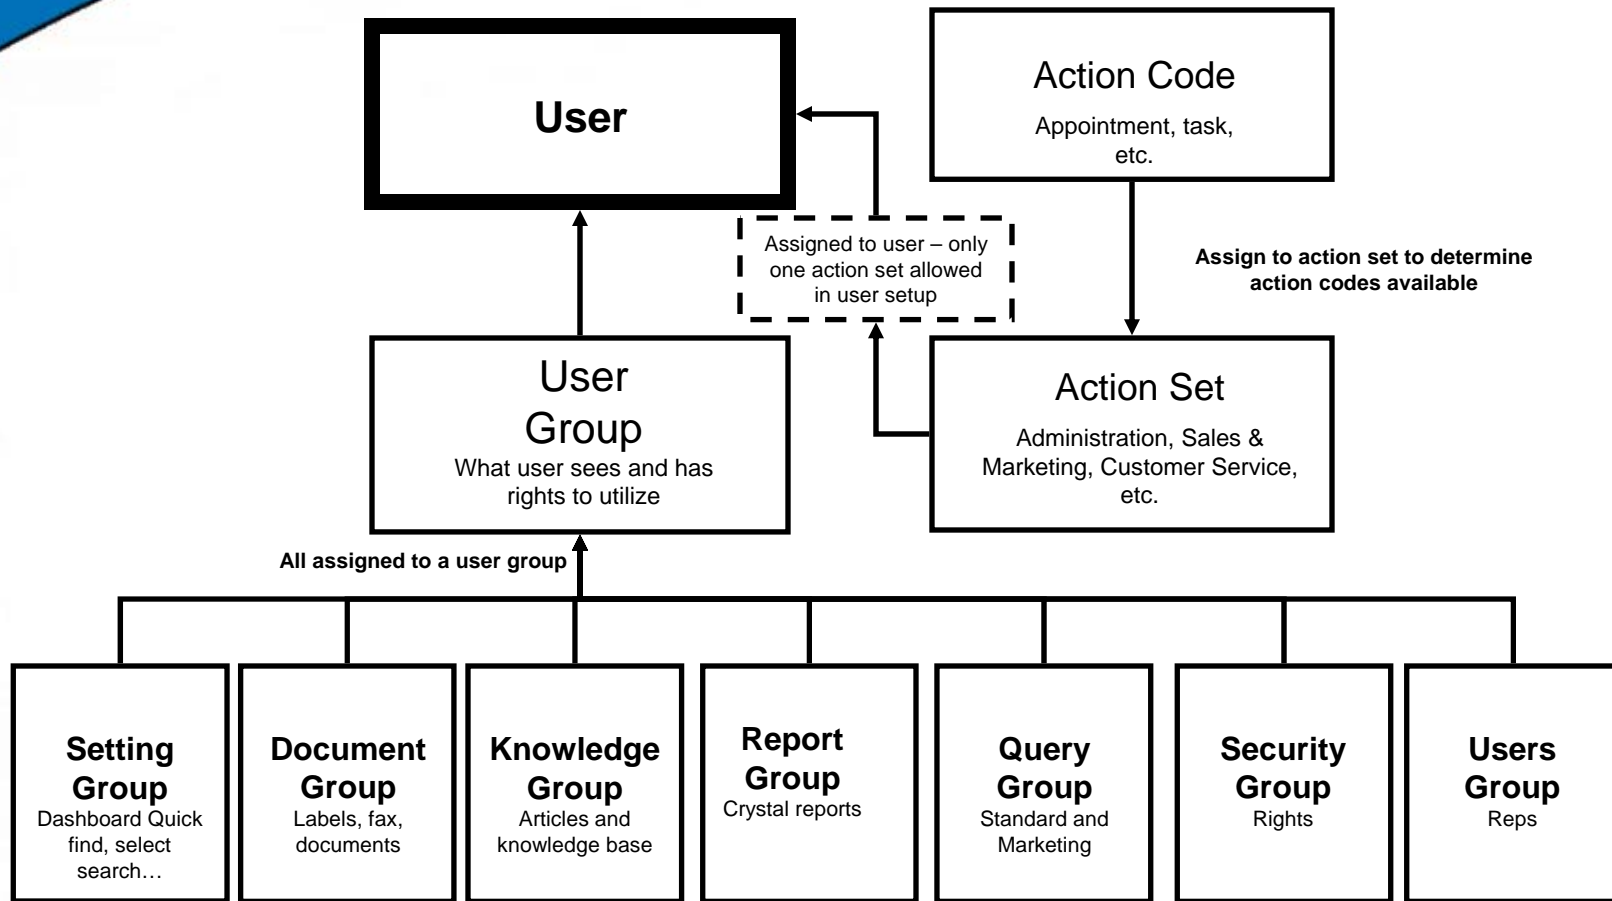 User
Action Code
Appointment, task,
etc.
Assigned to user – only
one action set allowed
in user setup
Assign to action set to determine
action codes available
User
Group
What user sees and has
rights to utilize
Action Set
Administration, Sales &
Marketing, Customer Service,
etc.
All assigned to a user group
Setting
Group
Dashboard Quick
find, select
search…
Document
Group
Labels, fax,
documents
Knowledge
Group
Articles and
knowledge base
Report
Group
Crystal reports
Query
Group
Standard and
Marketing
Security
Group
Rights
Users
Group
Reps